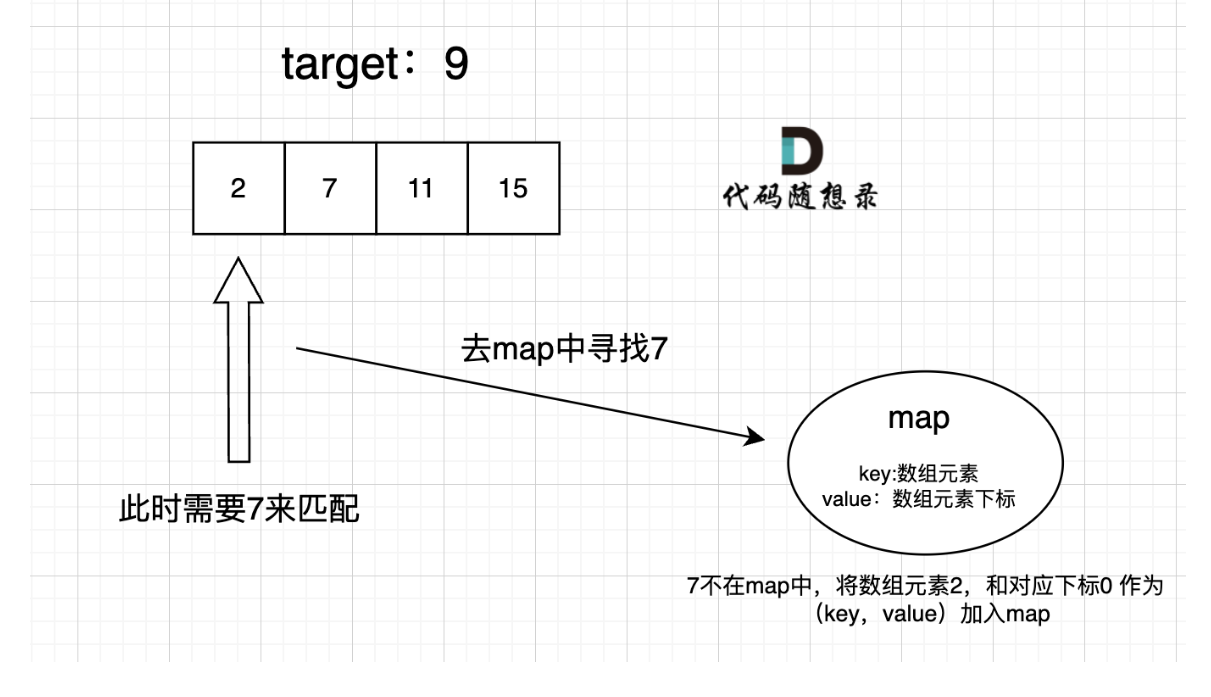 target：9
2 7 11 15
代码随想录
去map中寻找7
map
key:数组元素
value：数组元素下标
此时需要7来匹配
7不在map中，将数组元素2，和对应下标0 作为
（key，value）加入map